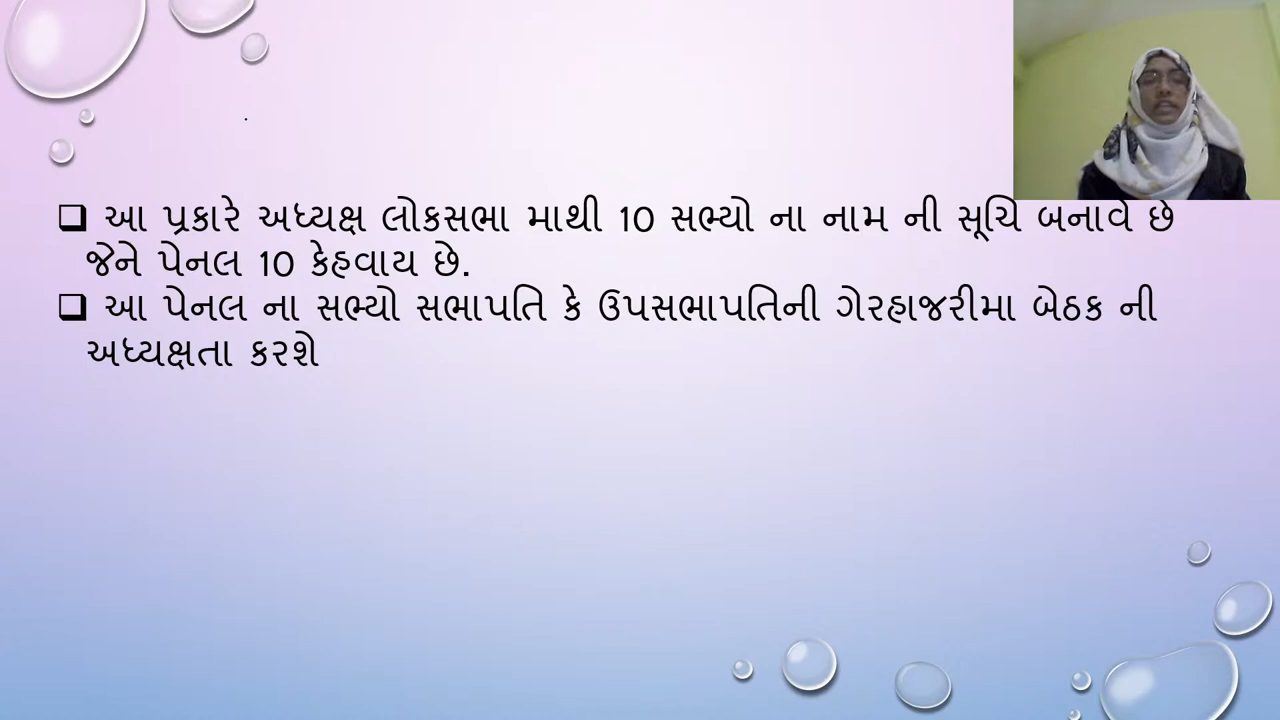 ❑ આ પ્રકારે અધ્યક્ષ લોકસભા માથી 10 સભ્યો ના નામ ની સૂચિ બનાવે છે
જેને પેનલ 10 કેહવાય છે.
❑ આ પેનલ ના સભ્યો સભાપતિ કે ઉપસભાપતિની ગેરહાજરીમા બેઠક ની
અધ્યક્ષતા કરશે